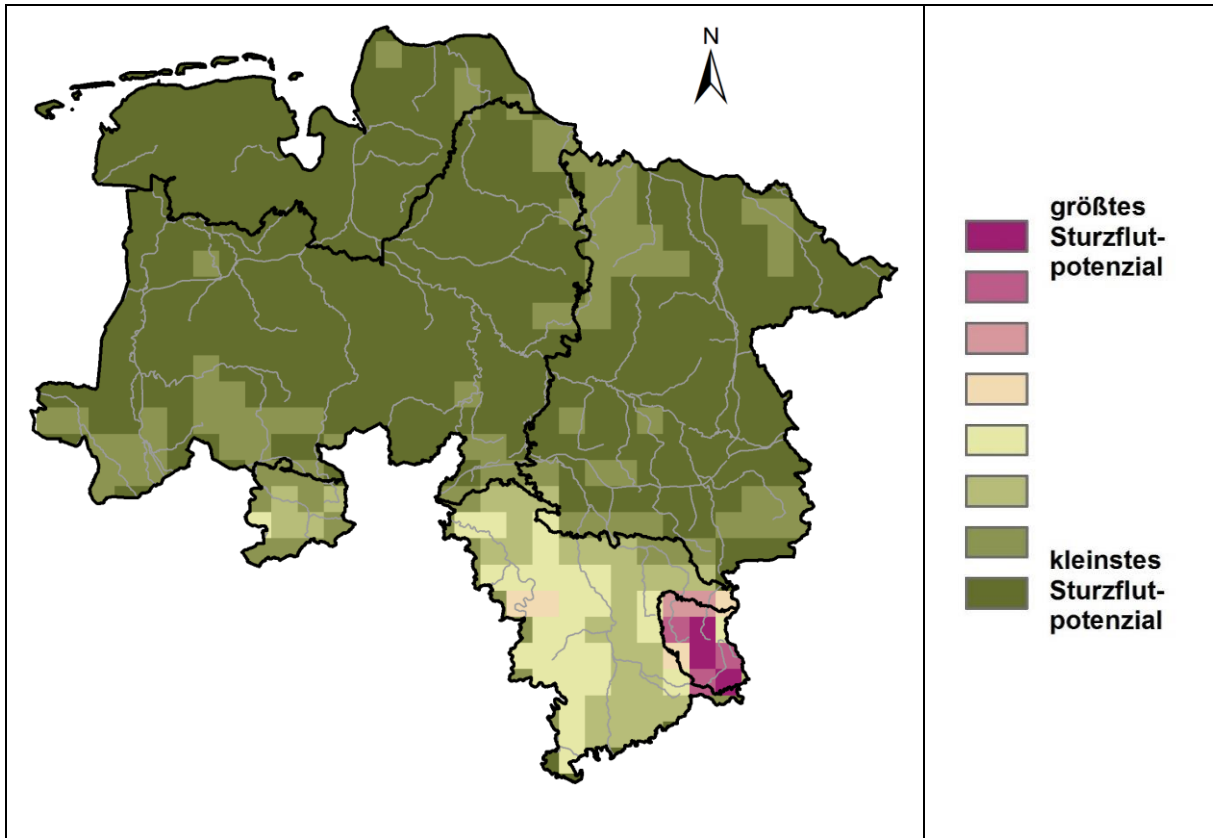 N
größtes
Sturzflut-
potenzial
kleinstes
Sturzflut-
potenzial